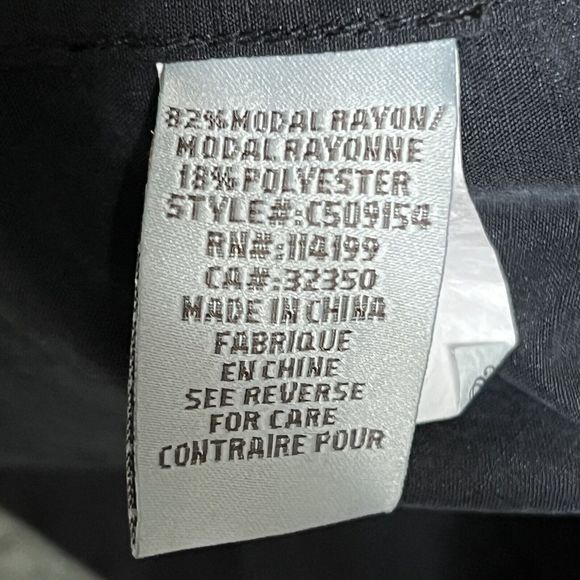 82% MODAL RAYON/
MODAL RAYONNE
18% POLYESTER
STYLE#:C509154
RN#:114199
CA#:32350
MADE IN CHINA
FABRIQUE
EN CHINE
SEE REVERSE
FOR CARE
CONTRAIRE POUR